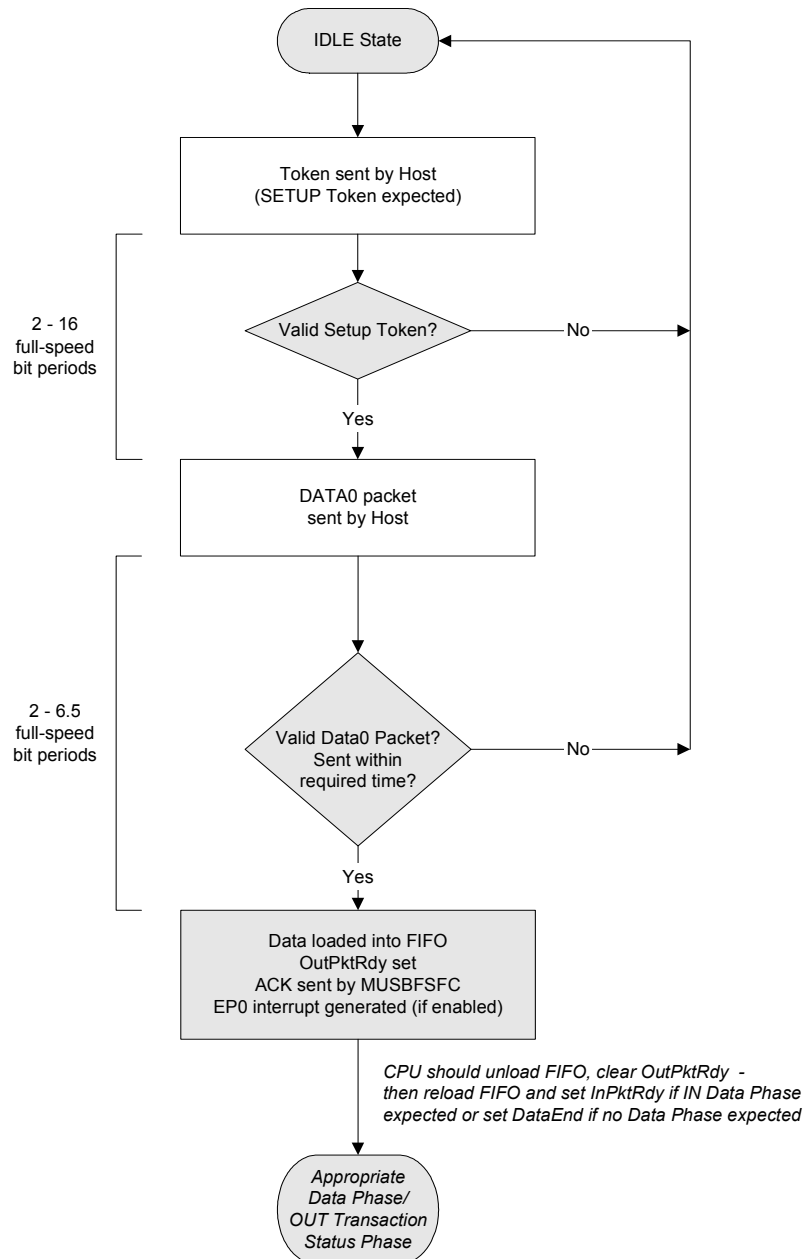 IDLE State
Token sent by Host
(SETUP Token expected)
2 - 16
full-speed
bit periods
Valid Setup Token?
No
Yes
DATA0 packet
sent by Host
2 - 6.5
full-speed
bit periods
Valid Data0 Packet?
Sent within
required time?
No
Yes
Data loaded into FIFO
OutPktRdy set
ACK sent by MUSBFSFC
EP0 interrupt generated (if enabled)
CPU should unload FIFO, clear OutPktRdy -
then reload FIFO and set InPktRdy if IN Data Phase
expected or set DataEnd if no Data Phase expected
Appropriate
Data Phase/
OUT Transaction
Status Phase